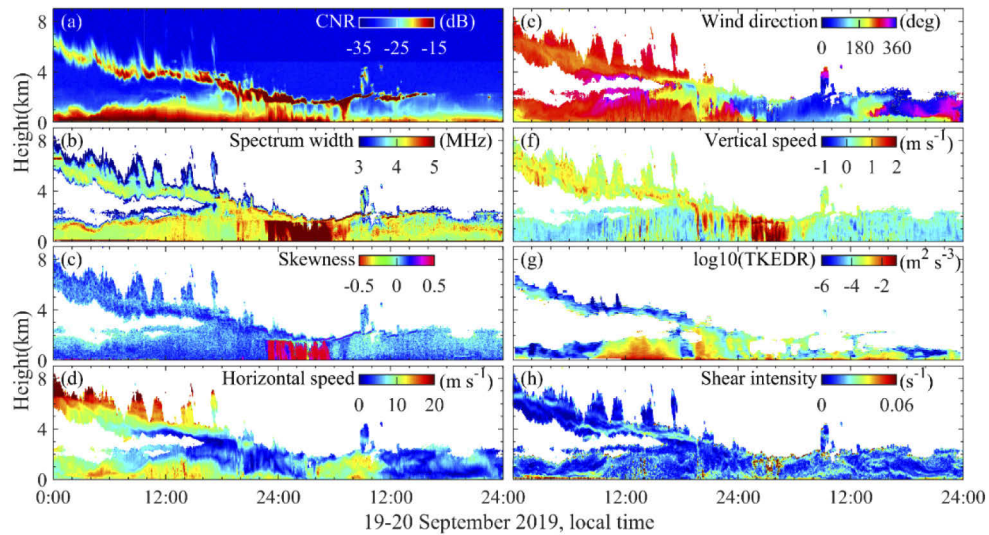 (a) CNR (dB)
-35 -25 -15
8
4
0
Height(km)
(b) Spectrum width (MHz)
3 4 5
8
4
0
(c) Skewness
-0.5 0 0.5
8
4
0
Height(km)
(d) Horizontal speed (m s⁻¹)
0 10 20
8
4
0
0:00 12:00 24:00 12:00 24:00
(e) Wind direction (deg)
0 180 360
(f) Vertical speed (m s⁻¹)
-1 0 1 2
(g) log10(TKEDR) (m² s⁻³)
-6 -4 -2
(h) Shear intensity (s⁻¹)
0 0.06
12:00 24:00 12:00 24:00
19-20 September 2019, local time